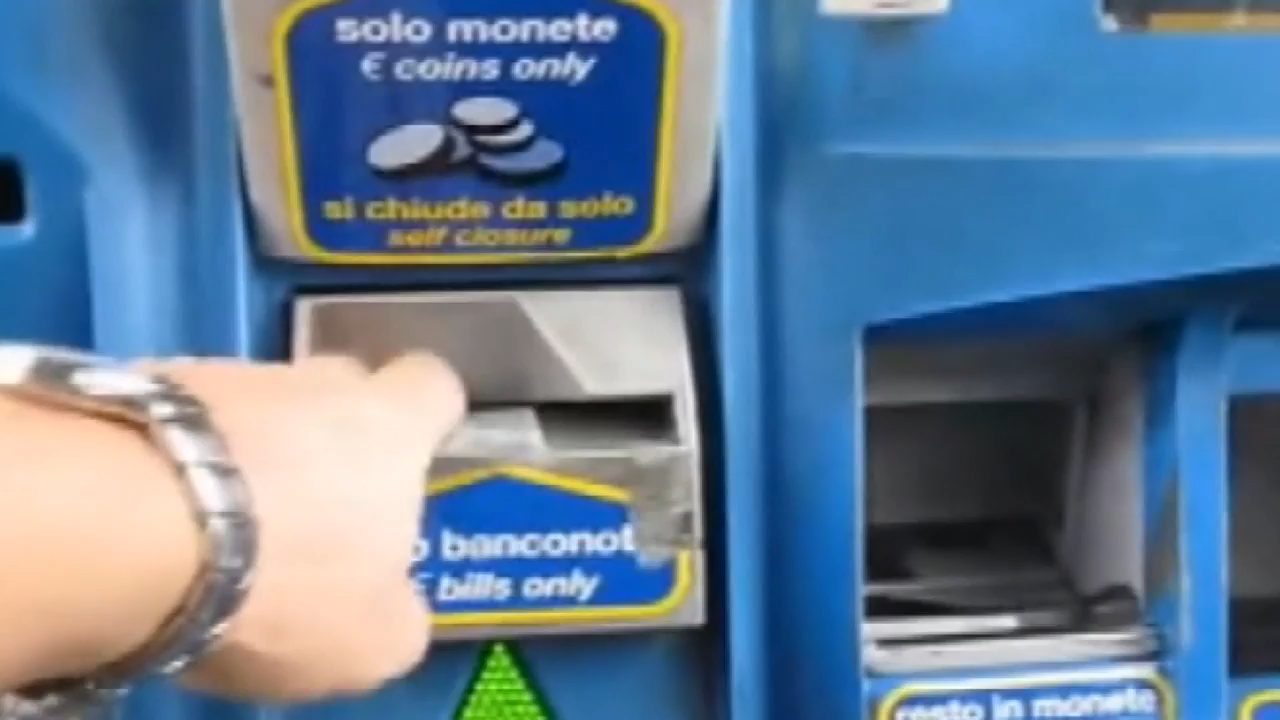 solo monete
€ coins only
si chiude da solo
self closure
banconot
€ bills only
resto in monete